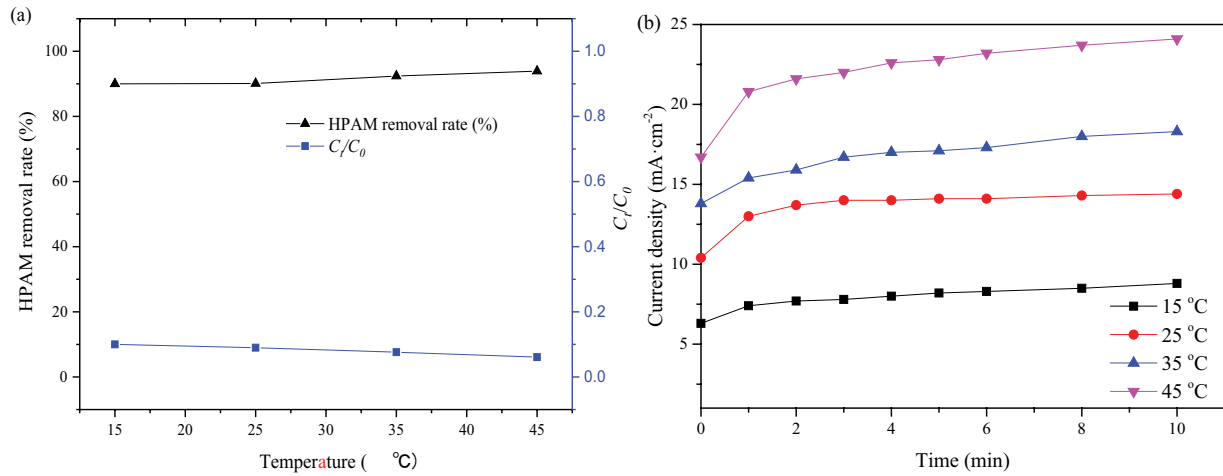 (a)
100
80
60
40
20
0
HPAM removal rate (%)
HPAM removal rate (%)
Cₜ/C₀
1.0
0.8
0.6
0.4
0.2
0.0
Cₜ/C₀
15 20 25 30 35 40 45
Temperature ( °C)
(b)
25
20
15
10
5
Current density (mA·cm⁻²)
15 °C
25 °C
35 °C
45 °C
0 2 4 6 8 10
Time (min)